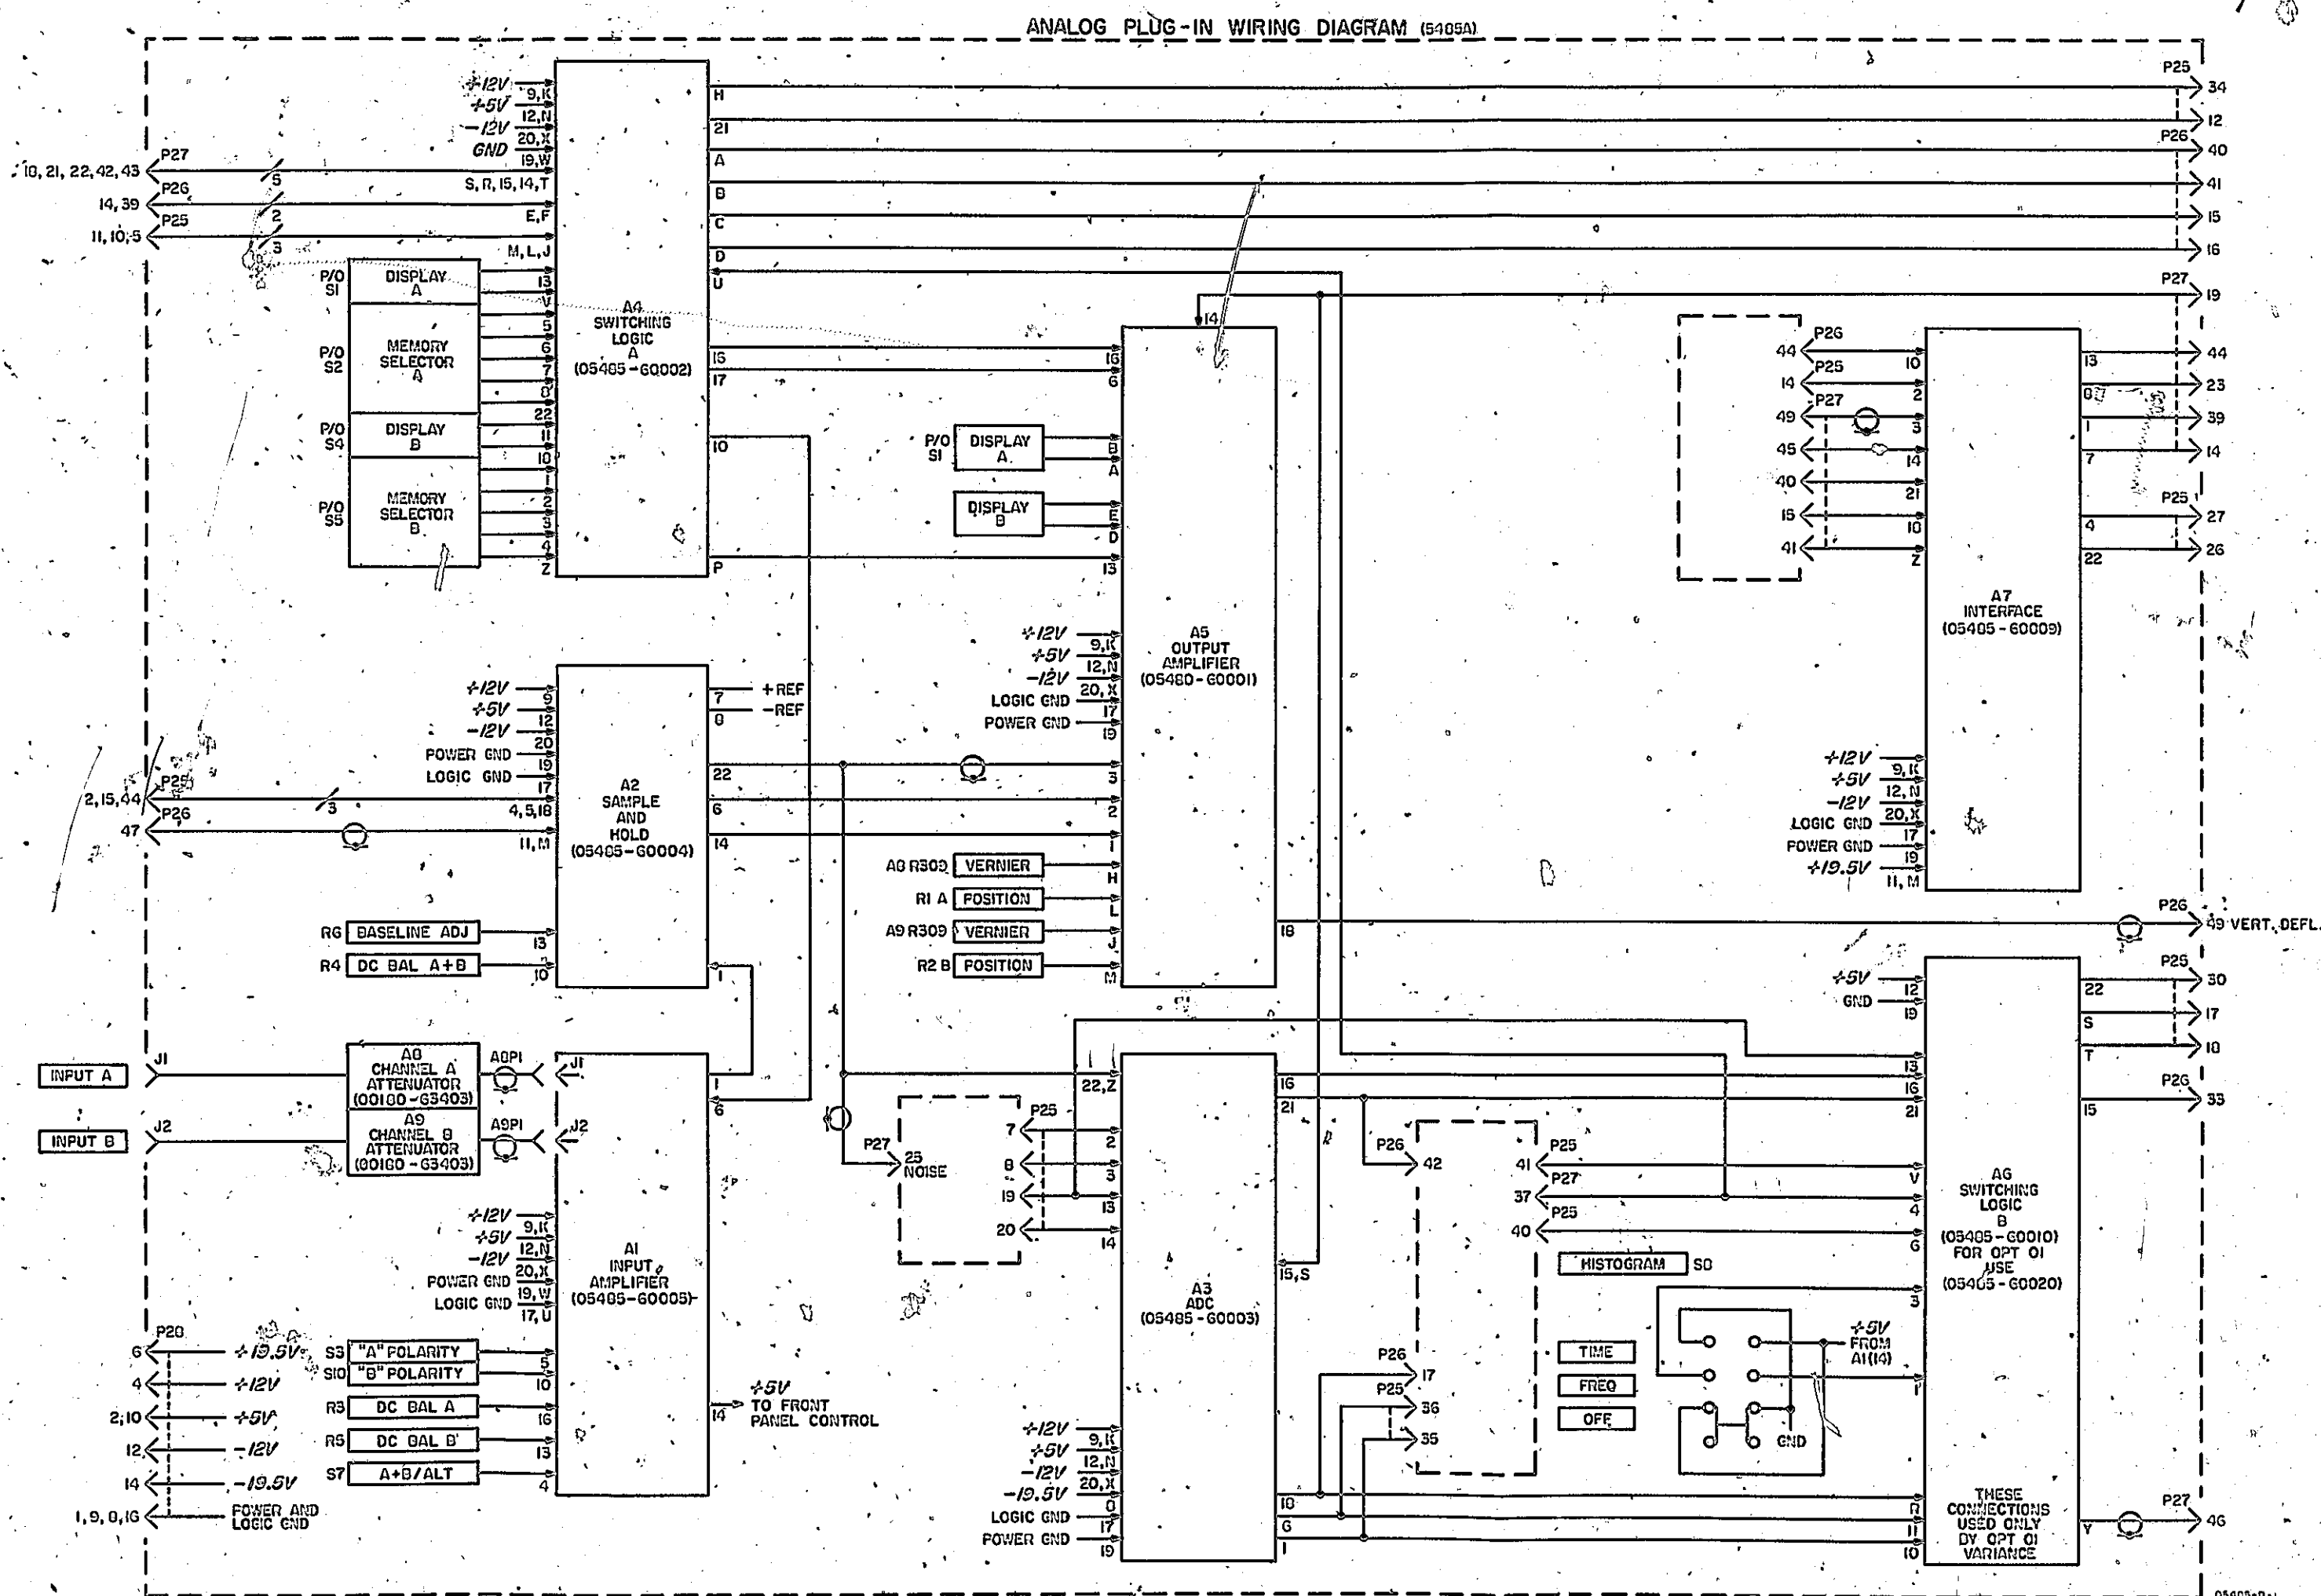 ANALOG PLUG-IN WIRING DIAGRAM (5485A)
+12V
9,K
+5V
12,N
-12V
20,X
GND
19,W
P27
18, 21, 22, 42, 43
5
S, R, 15, 14, T
P26
14, 39
2
E,F
P25
11, 10, 5
3
M, L, J
P/O
S1
DISPLAY
A
13
V
P/O
S2
MEMORY
SELECTOR
A
5
6
7
8
22
P/O
S4
DISPLAY
B
11
10
P/O
S5
MEMORY
SELECTOR
B
1
2
3
4
Z
A4
SWITCHING
LOGIC
A
(05485-60002)
H
21
A
B
C
D
U
16
17
10
P
P25
34
12
P26
40
41
15
16
P27
19
14
16
P/O
S1
DISPLAY
A
B
A
DISPLAY
B
E
D
13
+12V
9,K
+5V
12,N
-12V
20,X
LOGIC GND
17
POWER GND
19
A5
OUTPUT
AMPLIFIER
(05480-60001)
3
2
A8 R309
VERNIER
H
R1 A
POSITION
L
A9 R309
VERNIER
J
R2 B
POSITION
M
18
P26
49 VERT. DEFL.
P26
44
10
P25
14
2
P27
49
3
45
14
40
21
15
18
41
Z
A7
INTERFACE
(05485-60009)
13
44
8
23
1
39
7
14
P25
4
27
22
26
+12V
9,K
+5V
12,N
-12V
20,X
LOGIC GND
17
POWER GND
19
+19.5V
11, M
+12V
9
+5V
12
-12V
20
POWER GND
19
LOGIC GND
17
P25
2,15,44
3
4,5,18
P26
47
11,M
R6
BASELINE ADJ
13
R4
DC BAL A+B
10
A2
SAMPLE
AND
HOLD
(05485-60004)
7
+REF
8
-REF
22
6
14
1
INPUT A
J1
A8
CHANNEL A
ATTENUATOR
(00180-63403)
A8P1
J1
INPUT B
J2
A9
CHANNEL B
ATTENUATOR
(00180-63403)
A9P1
J2
1
6
+12V
9,K
+5V
12,N
-12V
20,X
POWER GND
19,W
LOGIC GND
17,U
A1
INPUT
AMPLIFIER
(05485-60005)
S3
"A" POLARITY
5
S10
"B" POLARITY
10
R3
DC BAL A
16
R5
DC BAL B
13
S7
A+B/ALT
4
14
+5V
TO FRONT
PANEL CONTROL
P28
6
+19.5V
4
+12V
2,10
+5V
12
-12V
14
-19.5V
1,9,8,16
POWER AND
LOGIC GND
P27
25
NOISE
P25
7
2
8
3
19
13
20
14
22,Z
A3
ADC
(05485-60003)
16
21
15,S
+12V
9,K
+5V
12,N
-12V
20,X
-19.5V
LOGIC GND
17
POWER GND
19
18
P26
42
P25
41
P27
37
P25
40
P26
17
P25
36
35
HISTOGRAM
S8
TIME
FREQ
OFF
+5V
FROM
A1(14)
GND
+5V
12
GND
19
13
16
21
V
4
3
1
R
11
10
A6
SWITCHING
LOGIC
B
(05485-60010)
FOR OPT 01
USE
(05485-60020)
THESE
CONNECTIONS
USED ONLY
BY OPT 01
VARIANCE
P25
22
30
S
17
T
18
P26
15
33
P27
Y
46